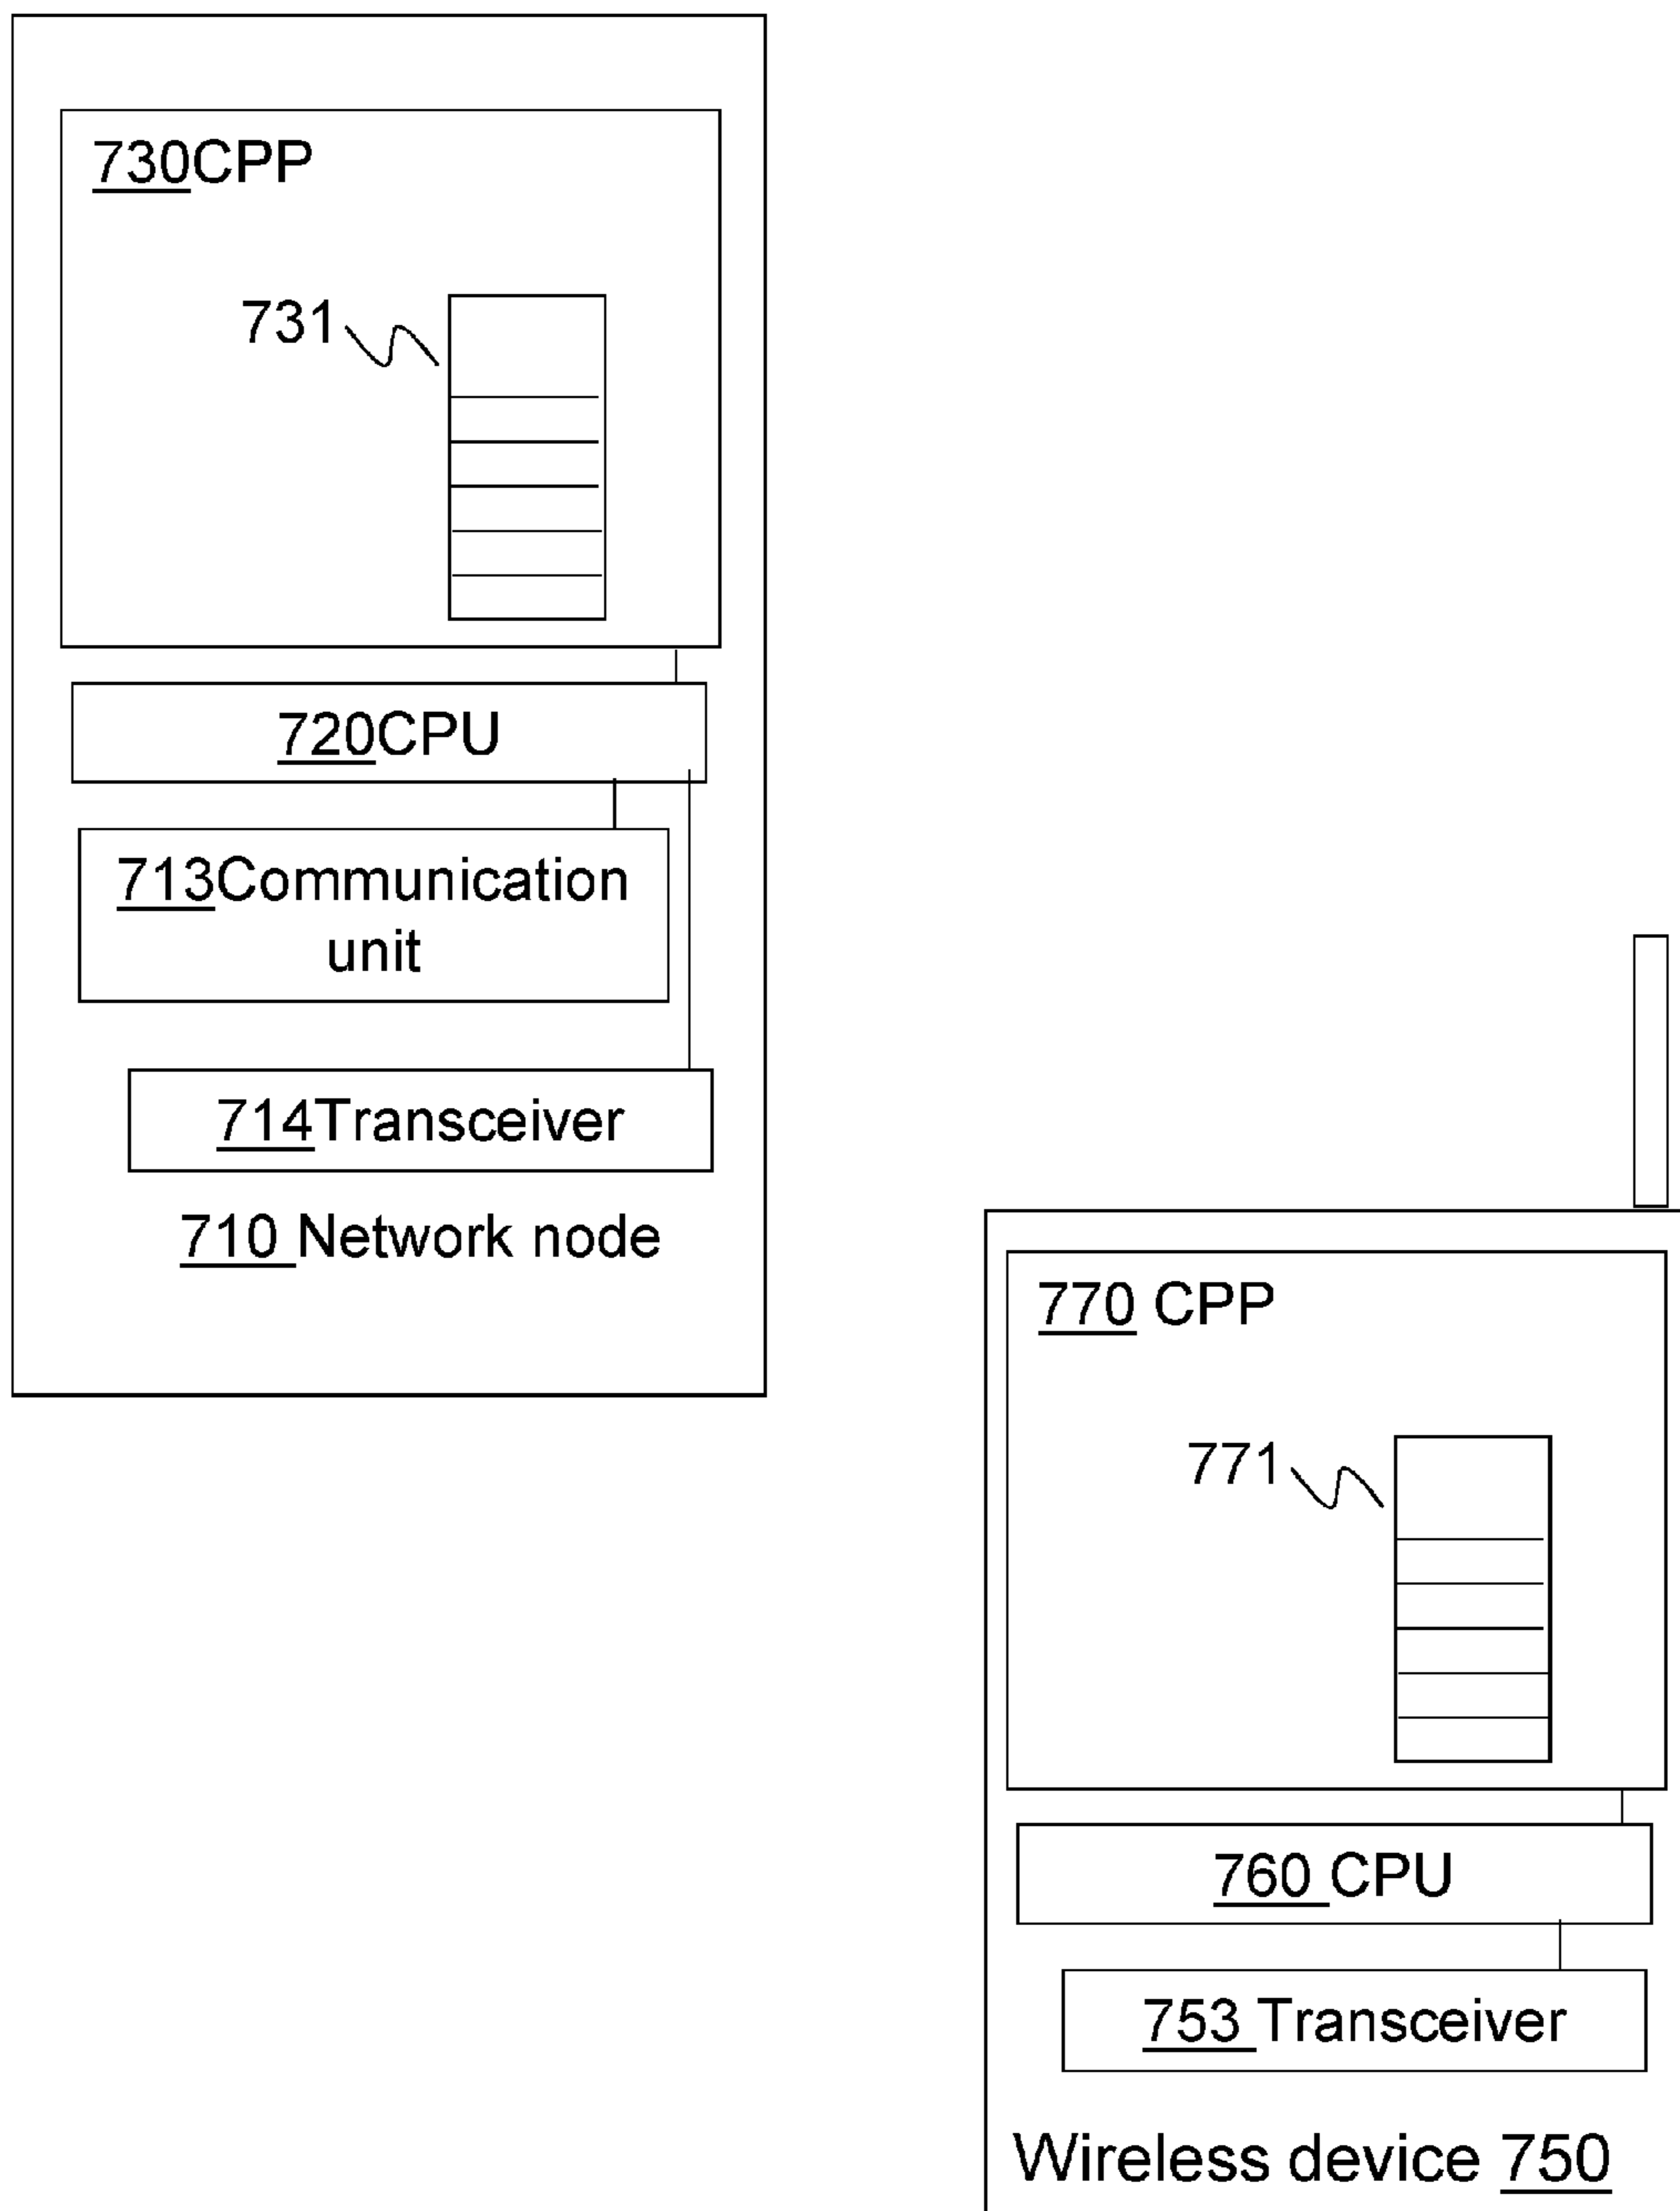 730CPP
731
720CPU
713Communication
unit
714Transceiver
710 Network node
770 CPP
771
760 CPU
753 Transceiver
Wireless device 750